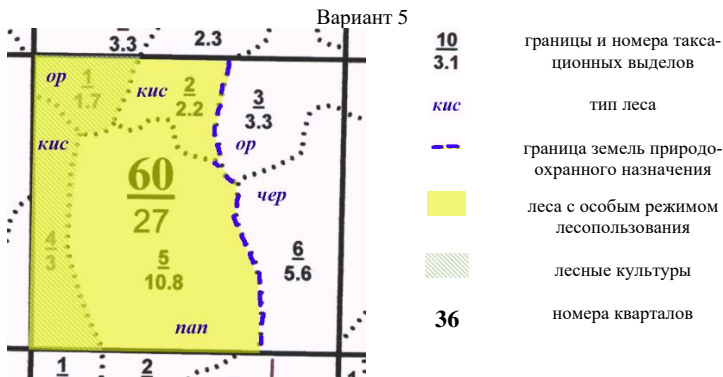 Вариант 5
3.3
2.3
ор
1
1.7
кис
2
2.2
3
3.3
ор
кис
60
27
чер
4
3
5
10.8
6
5.6
пап
1
2
10
3.1
границы и номера такса-
ционных выделов
кис
тип леса
граница земель природо-
охранного назначения
леса с особым режимом
лесопользования
лесные культуры
36
номера кварталов